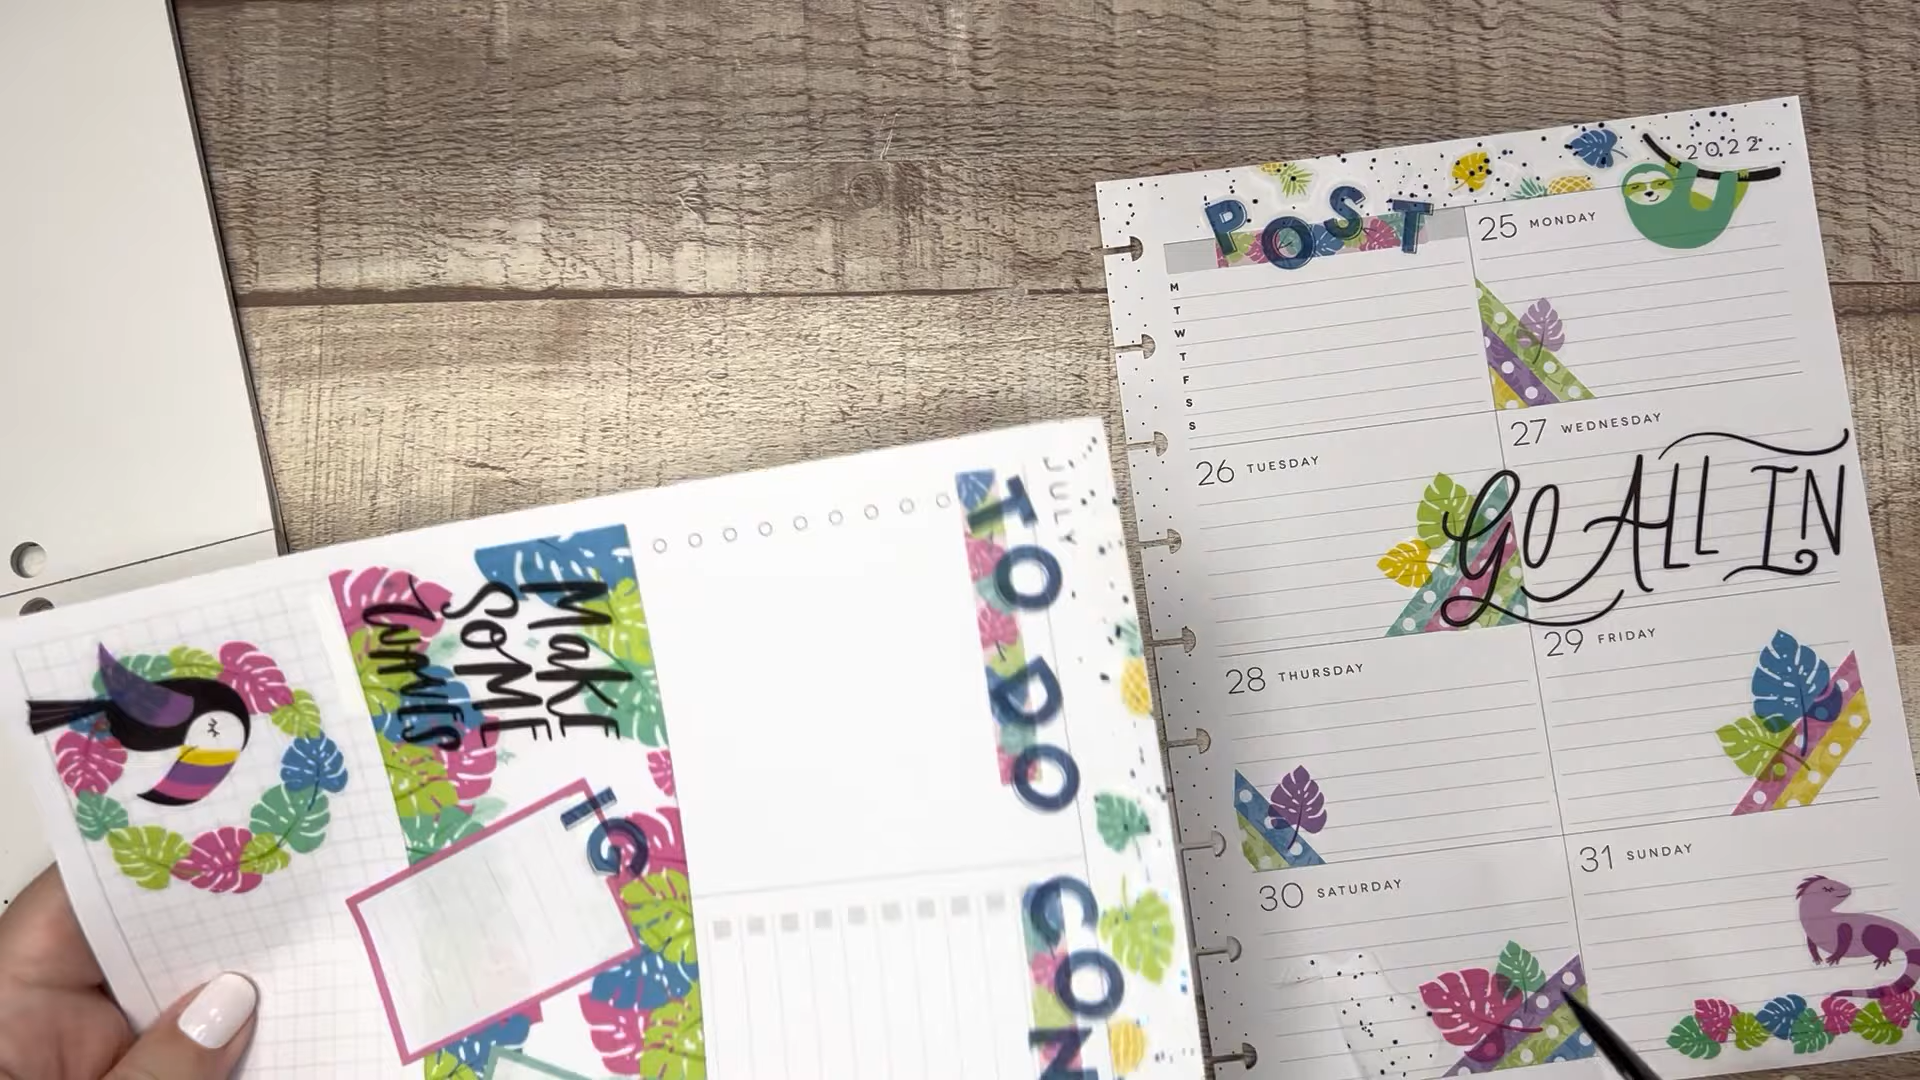 JULY
TO DO
CON
MAKE
SOME
WAVES
IG
2022
POST
M
T
W
T
F
S
S
25 MONDAY
26 TUESDAY
27 WEDNESDAY
GO ALL IN
28 THURSDAY
29 FRIDAY
30 SATURDAY
31 SUNDAY